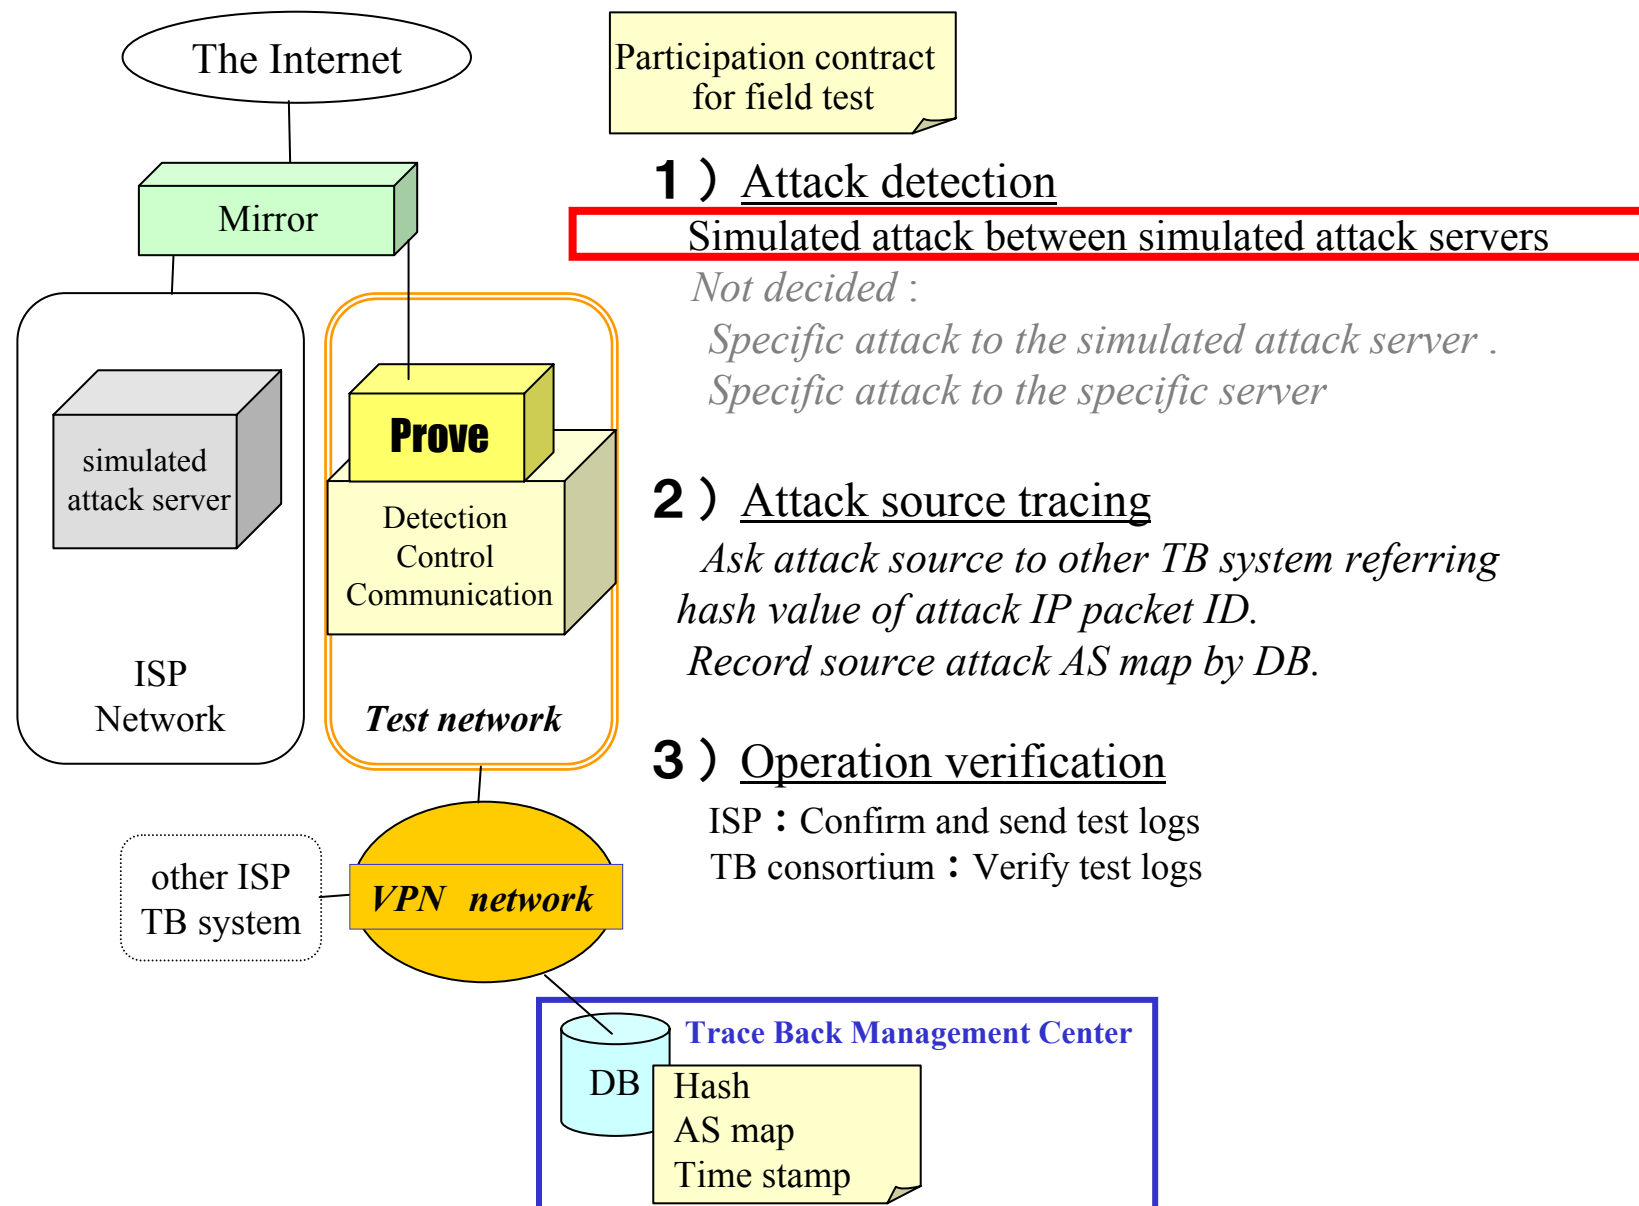 The Internet
Participation contract
for field test
Mirror
1）Attack detection
Simulated attack between simulated attack servers
Not decided :
Specific attack to the simulated attack server .
Specific attack to the specific server
simulated
attack server
ISP
Network
Prove
Detection
Control
Communication
Test network
2）Attack source tracing
Ask attack source to other TB system referring
hash value of attack IP packet ID.
Record source attack AS map by DB.
3）Operation verification
ISP：Confirm and send test logs
TB consortium：Verify test logs
other ISP
TB system
VPN network
Trace Back Management Center
DB
Hash
AS map
Time stamp